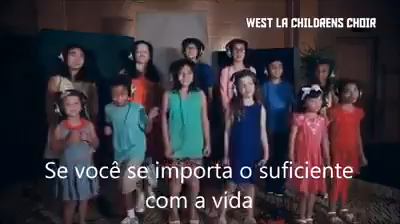 WEST LA CHILDRENS CHOIR
Se você se importa o suficiente
com a vida